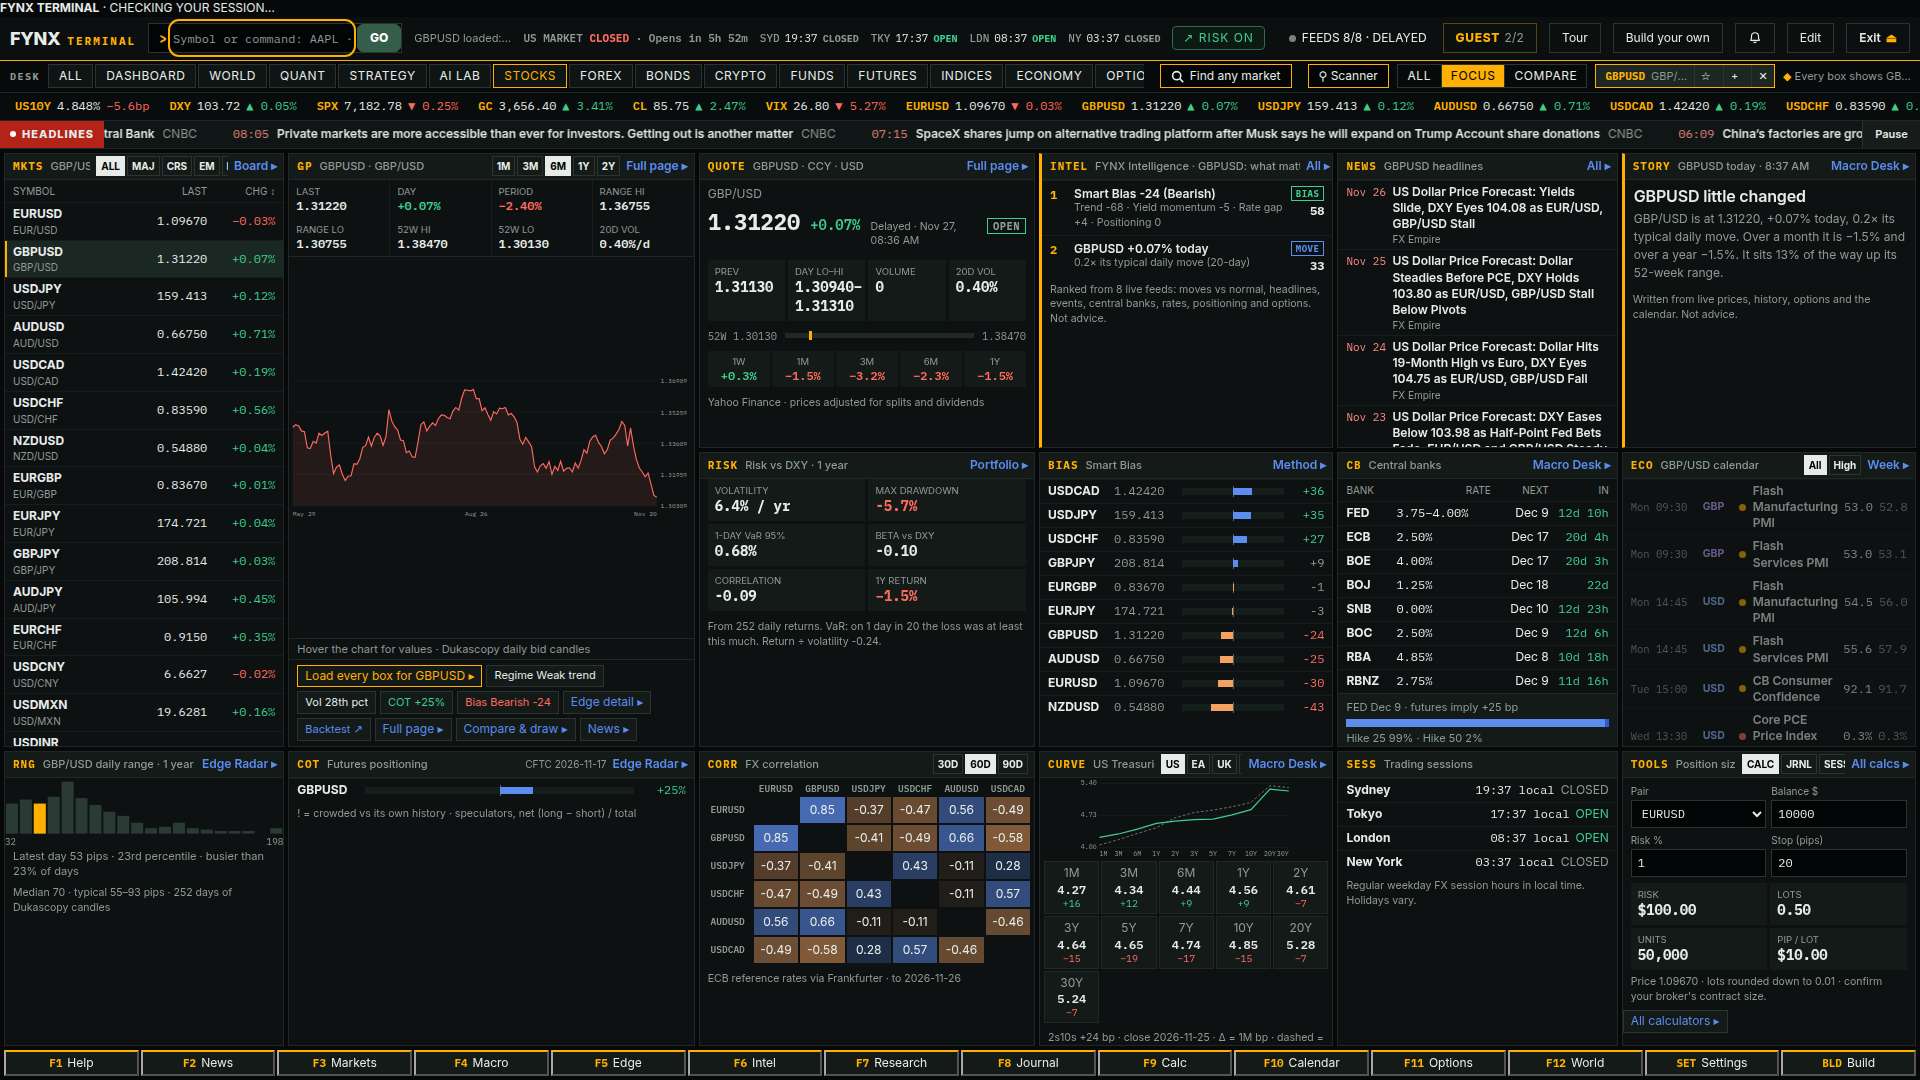 FYNX TERMINAL · CHECKING YOUR SESSION...
FYNX TERMINAL > Symbol or command: AAPL · GO GBPUSD loaded:... US MARKET CLOSED · Opens in 5h 52m SYD 19:37 CLOSED TKY 17:37 OPEN LDN 08:37 OPEN NY 03:37 CLOSED ↗ RISK ON FEEDS 8/8 · DELAYED GUEST 2/2 Tour Build your own Edit Exit
DESK ALL DASHBOARD WORLD QUANT STRATEGY AI LAB STOCKS FOREX BONDS CRYPTO FUNDS FUTURES INDICES ECONOMY OPTIO Find any market Scanner ALL FOCUS COMPARE GBPUSD GBP/... ☆ + ✕ ◆ Every box shows GB...
US10Y 4.848% −5.6bp DXY 103.72 ▲ 0.05% SPX 7,182.78 ▼ 0.25% GC 3,656.40 ▲ 3.41% CL 85.75 ▲ 2.47% VIX 26.80 ▼ 5.27% EURUSD 1.09670 ▼ 0.03% GBPUSD 1.31220 ▲ 0.07% USDJPY 159.413 ▲ 0.12% AUDUSD 0.66750 ▲ 0.71% USDCAD 1.42420 ▲ 0.19% USDCHF 0.83590 ▲ 0.
HEADLINES tral Bank CNBC 08:05 Private markets are more accessible than ever for investors. Getting out is another matter CNBC 07:15 SpaceX shares jump on alternative trading platform after Musk says he will expand on Trump Account share donations CNBC 06:09 China's factories are gro Pause
MKTS GBP/US ALL MAJ CRS EM Board ▸
SYMBOL LAST CHG ↕
EURUSD 1.09670 −0.03%
EUR/USD
GBPUSD 1.31220 +0.07%
GBP/USD
USDJPY 159.413 +0.12%
USD/JPY
AUDUSD 0.66750 +0.71%
AUD/USD
USDCAD 1.42420 +0.19%
USD/CAD
USDCHF 0.83590 +0.56%
USD/CHF
NZDUSD 0.54880 +0.04%
NZD/USD
EURGBP 0.83670 +0.01%
EUR/GBP
EURJPY 174.721 +0.04%
EUR/JPY
GBPJPY 208.814 +0.03%
GBP/JPY
AUDJPY 105.994 +0.45%
AUD/JPY
EURCHF 0.9150 +0.35%
EUR/CHF
USDCNY 6.6627 −0.02%
USD/CNY
USDMXN 19.6281 +0.16%
USD/MXN
USDINR
GP GBPUSD · GBP/USD 1M 3M 6M 1Y 2Y Full page ▸
LAST DAY PERIOD RANGE HI
1.31220 +0.07% −2.40% 1.36755
RANGE LO 52W HI 52W LO 20D VOL
1.30755 1.38470 1.30130 0.40%/d
May 29 Aug 26 Nov 20
Hover the chart for values · Dukascopy daily bid candles
Load every box for GBPUSD ▸ Regime Weak trend
Vol 28th pct COT +25% Bias Bearish -24 Edge detail ▸
Backtest ↗ Full page ▸ Compare & draw ▸ News ▸
QUOTE GBPUSD · CCY · USD Full page ▸
GBP/USD
1.31220 +0.07% Delayed · Nov 27, 08:36 AM OPEN
PREV DAY LO–HI VOLUME 20D VOL
1.31130 1.30940–1.31310 0 0.40%
52W 1.30130 1.38470
1W 1M 3M 6M 1Y
+0.3% −1.5% −3.2% −2.3% −1.5%
Yahoo Finance · prices adjusted for splits and dividends
INTEL FYNX Intelligence · GBPUSD: what matt All ▸
1 Smart Bias -24 (Bearish) BIAS
Trend -68 · Yield momentum -5 · Rate gap 58
+4 · Positioning 0
2 GBPUSD +0.07% today MOVE
0.2× its typical daily move (20-day) 33
Ranked from 8 live feeds: moves vs normal, headlines,
events, central banks, rates, positioning and options.
Not advice.
NEWS GBPUSD headlines All ▸
Nov 26 US Dollar Price Forecast: Yields
Slide, DXY Eyes 104.08 as EUR/USD,
GBP/USD Stall
FX Empire
Nov 25 US Dollar Price Forecast: Dollar
Steadles Before PCE, DXY Holds
103.80 as EUR/USD, GBP/USD Stall
Below Pivots
FX Empire
Nov 24 US Dollar Price Forecast: Dollar Hits
19-Month High vs Euro, DXY Eyes
104.75 as EUR/USD, GBP/USD Fall
FX Empire
Nov 23 US Dollar Price Forecast: DXY Eases
Below 103.98 as Half-Point Fed Bets
STORY GBPUSD today · 8:37 AM Macro Desk ▸
GBPUSD little changed
GBPUSD is at 1.31220, +0.07% today, 0.2× its
typical daily move. Over a month it is −1.5% and
over a year −1.5%. It sits 13% of the way up its
52-week range.
Written from live prices, history, options and the
calendar. Not advice.
RISK Risk vs DXY · 1 year Portfolio ▸
VOLATILITY MAX DRAWDOWN
6.4% / yr -5.7%
1-DAY VaR 95% BETA vs DXY
0.68% -0.10
CORRELATION 1Y RETURN
-0.09 −1.5%
From 252 daily returns. VaR: on 1 day in 20 the loss was at least
this much. Return ÷ volatility -0.24.
BIAS Smart Bias Method ▸
USDCAD 1.42420 +36
USDJPY 159.413 +35
USDCHF 0.83590 +27
GBPJPY 208.814 +9
EURGBP 0.83670 -1
EURJPY 174.721 -3
GBPUSD 1.31220 -24
AUDUSD 0.66750 -25
EURUSD 1.09670 -30
NZDUSD 0.54880 -43
CB Central banks Macro Desk ▸
BANK RATE NEXT IN
FED 3.75–4.00% Dec 9 12d 10h
ECB 2.50% Dec 17 20d 4h
BOE 4.00% Dec 17 20d 3h
BOJ 1.25% Dec 18 22d
SNB 0.00% Dec 10 12d 23h
BOC 2.50% Dec 9 12d 6h
RBA 4.85% Dec 8 10d 18h
RBNZ 2.75% Dec 9 11d 16h
FED Dec 9 · futures imply +25 bp
Hike 25 99% · Hike 50 2%
ECO GBP/USD calendar All High Week ▸
Mon 09:30 GBP Flash Manufacturing PMI 53.0 52.8
Mon 09:30 GBP Flash Services PMI 53.0 53.1
Mon 14:45 USD Flash Manufacturing PMI 54.5 56.0
Mon 14:45 USD Flash Services PMI 55.6 57.9
Tue 15:00 USD CB Consumer Confidence 92.1 91.7
Wed 13:30 USD Core PCE Price Index 0.3% 0.3%
RNG GBP/USD daily range · 1 year Edge Radar ▸
32 198
Latest day 53 pips · 23rd percentile · busier than
23% of days
Median 70 · typical 55–93 pips · 252 days of
Dukascopy candles
COT Futures positioning CFTC 2026-11-17 Edge Radar ▸
GBPUSD +25%
! = crowded vs its own history · speculators, net (long − short) / total
CORR FX correlation 30D 60D 90D
EURUSD GBPUSD USDJPY USDCHF AUDUSD USDCAD
EURUSD 0.85 -0.37 -0.47 0.56 -0.49
GBPUSD 0.85 -0.41 -0.49 0.66 -0.58
USDJPY -0.37 -0.41 0.43 -0.11 0.28
USDCHF -0.47 -0.49 0.43 -0.11 0.57
AUDUSD 0.56 0.66 -0.11 -0.11 -0.46
USDCAD -0.49 -0.58 0.28 0.57 -0.46
ECB reference rates via Frankfurter · to 2026-11-26
CURVE US Treasuri US EA UK Macro Desk ▸
5.40
4.73
4.06
1M 3M 6M 1Y 2Y 3Y 5Y 7Y 10Y 20Y30Y
1M 3M 6M 1Y 2Y
4.27 4.34 4.44 4.56 4.61
+16 +12 +9 +9 −7
3Y 5Y 7Y 10Y 20Y
4.64 4.65 4.74 4.85 5.28
−15 −19 −17 −15 −7
30Y
5.24
−7
2s10s +24 bp · close 2026-11-25 · Δ = 1M bp · dashed =
SESS Trading sessions
Sydney 19:37 local CLOSED
Tokyo 17:37 local OPEN
London 08:37 local OPEN
New York 03:37 local CLOSED
Regular weekday FX session hours in local time.
Holidays vary.
TOOLS Position siz CALC JRNL SESS All calcs ▸
Pair Balance $
EURUSD 10000
Risk % Stop (pips)
1 20
RISK LOTS
$100.00 0.50
UNITS PIP / LOT
50,000 $10.00
Price 1.09670 · lots rounded down to 0.01 · confirm
your broker's contract size.
All calculators ▸
F1 Help F2 News F3 Markets F4 Macro F5 Edge F6 Intel F7 Research F8 Journal F9 Calc F10 Calendar F11 Options F12 World SET Settings BLD Build